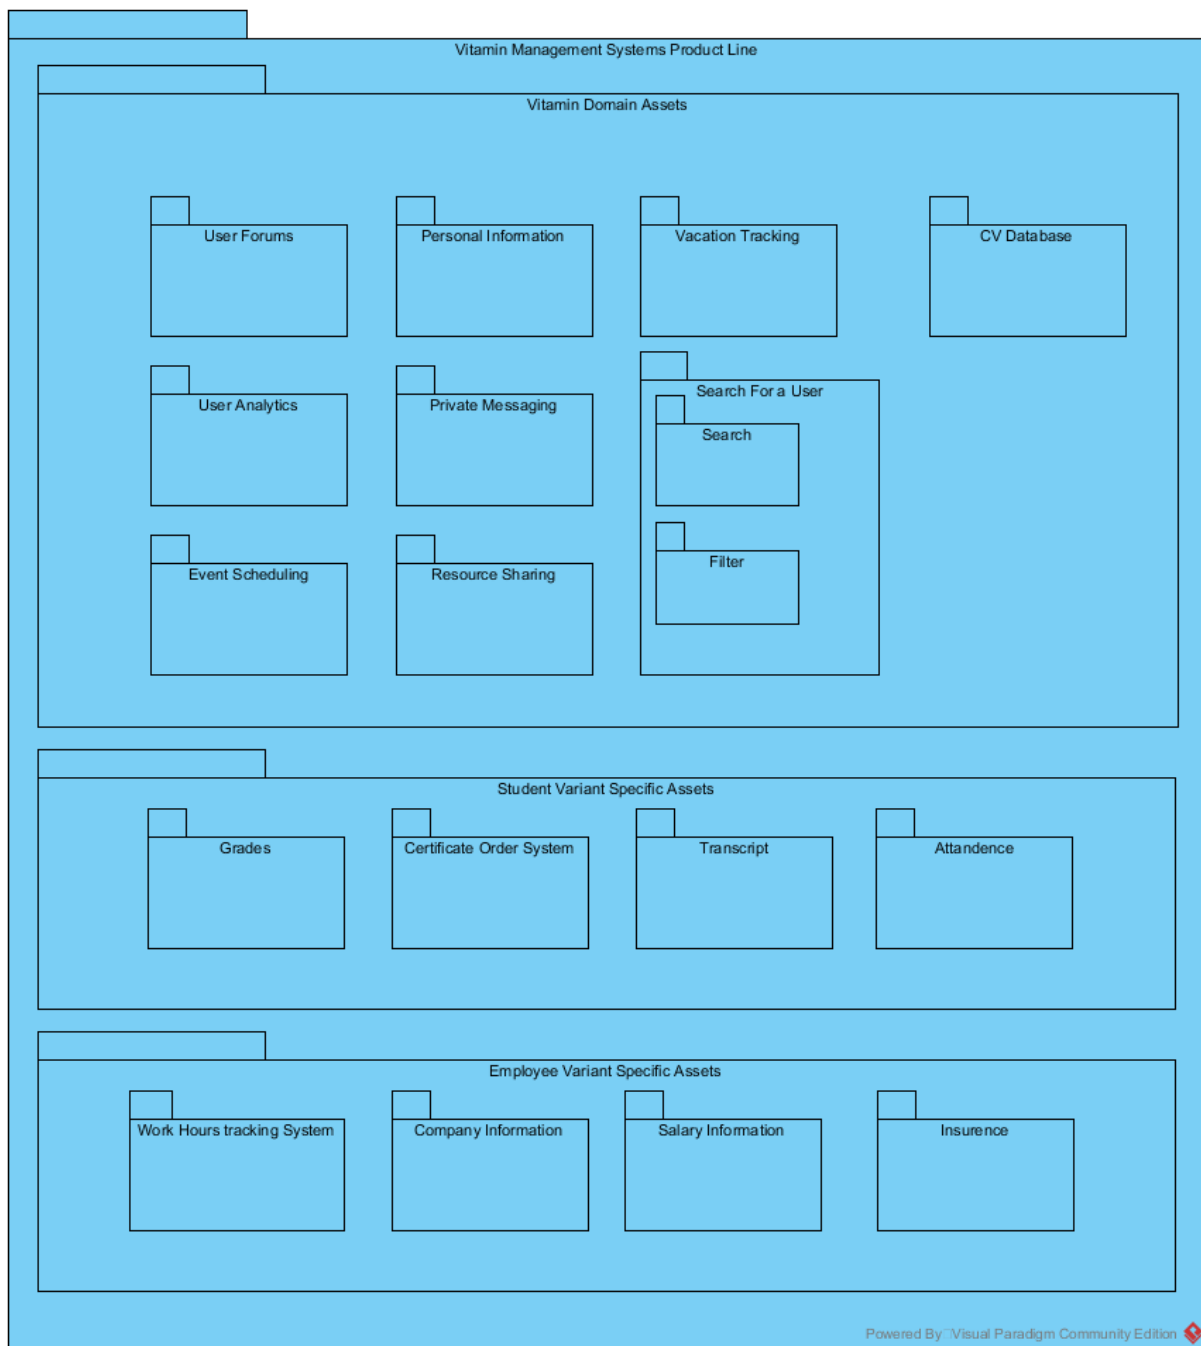 Vitamin Management Systems Product Line
Vitamin Domain Assets
User Forums
Personal Information
Vacation Tracking
CV Database
User Analytics
Private Messaging
Search For a User
Search
Event Scheduling
Resource Sharing
Filter
Student Variant Specific Assets
Grades
Certificate Order System
Transcript
Attandence
Employee Variant Specific Assets
Work Hours tracking System
Company Information
Salary Information
Insurence
Powered By Visual Paradigm Community Edition